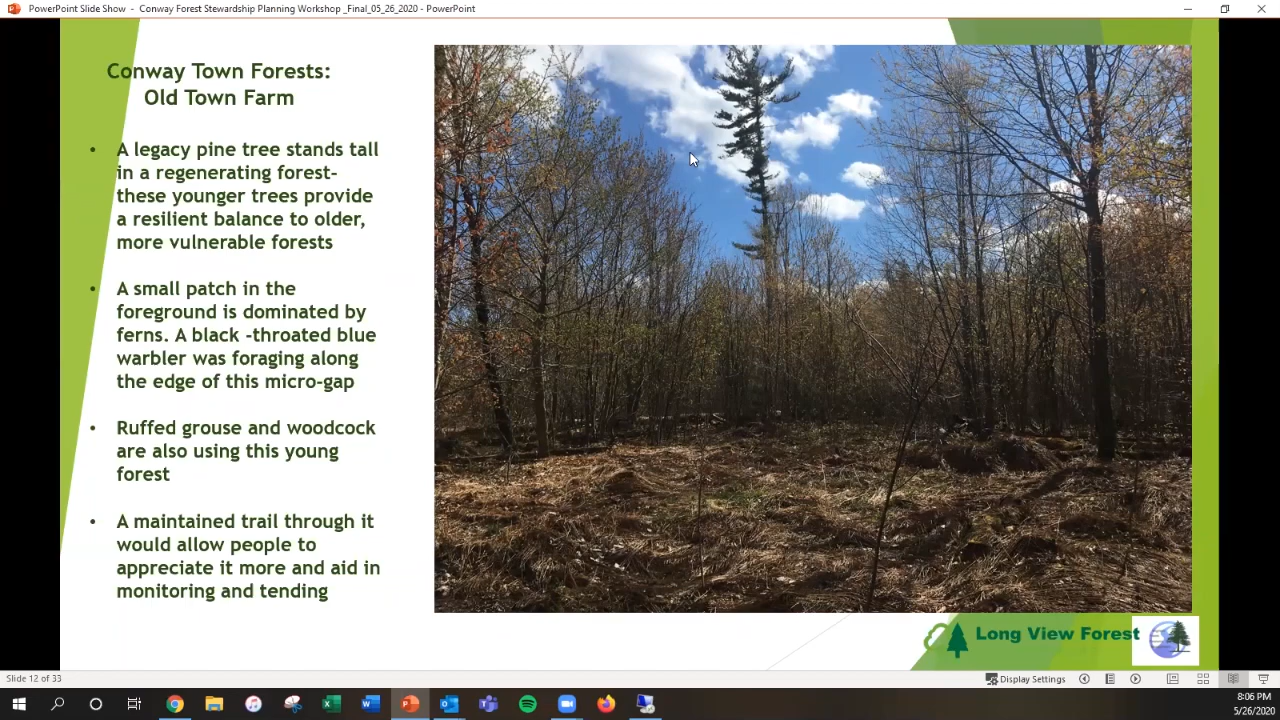 PowerPoint Slide Show - Conway Forest Stewardship Planning Workshop _Final_05_26_2020 - PowerPoint
Conway Town Forests:
Old Town Farm
• A legacy pine tree stands tall
in a regenerating forest-
these younger trees provide
a resilient balance to older,
more vulnerable forests
• A small patch in the
foreground is dominated by
ferns. A black -throated blue
warbler was foraging along
the edge of this micro-gap
• Ruffed grouse and woodcock
are also using this young
forest
• A maintained trail through it
would allow people to
appreciate it more and aid in
monitoring and tending
Long View Forest
Slide 12 of 33
Display Settings
8:06 PM
5/26/2020